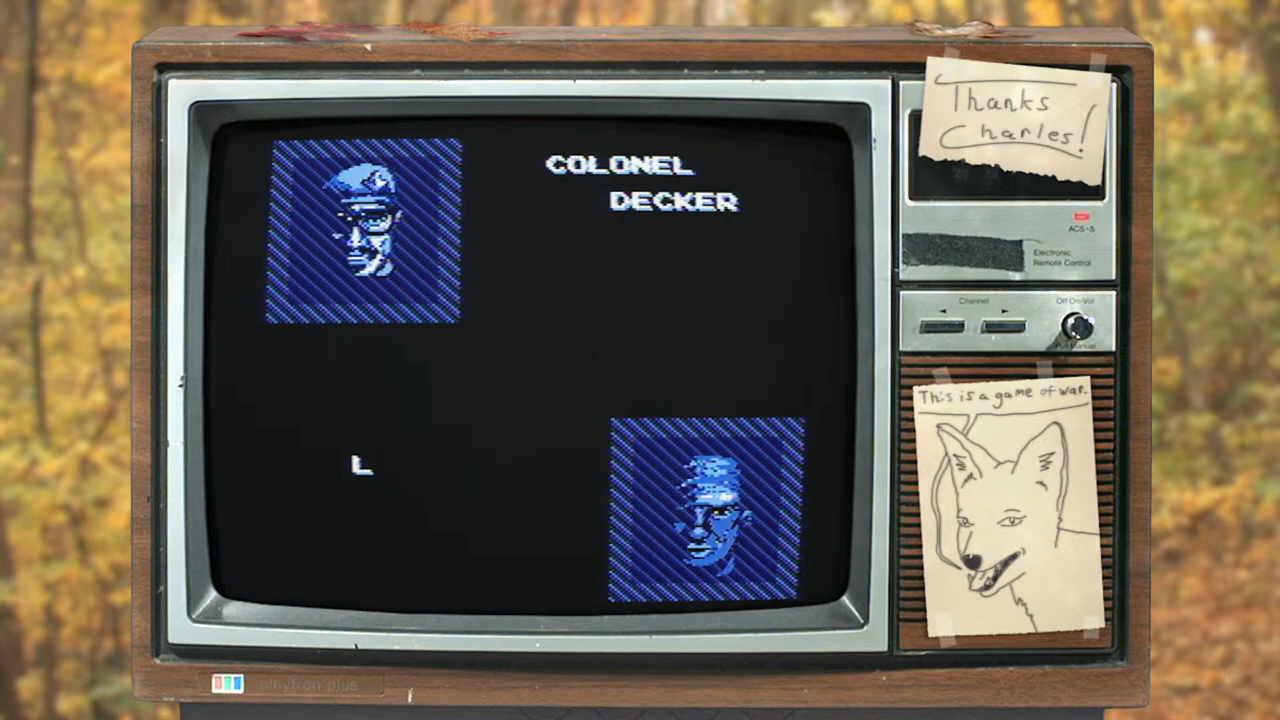 COLONEL
DECKER
L
Thanks
Charles!
ACS-5
Electronic
Remote Control
Channel
Off On-Vol
This is a game of war.